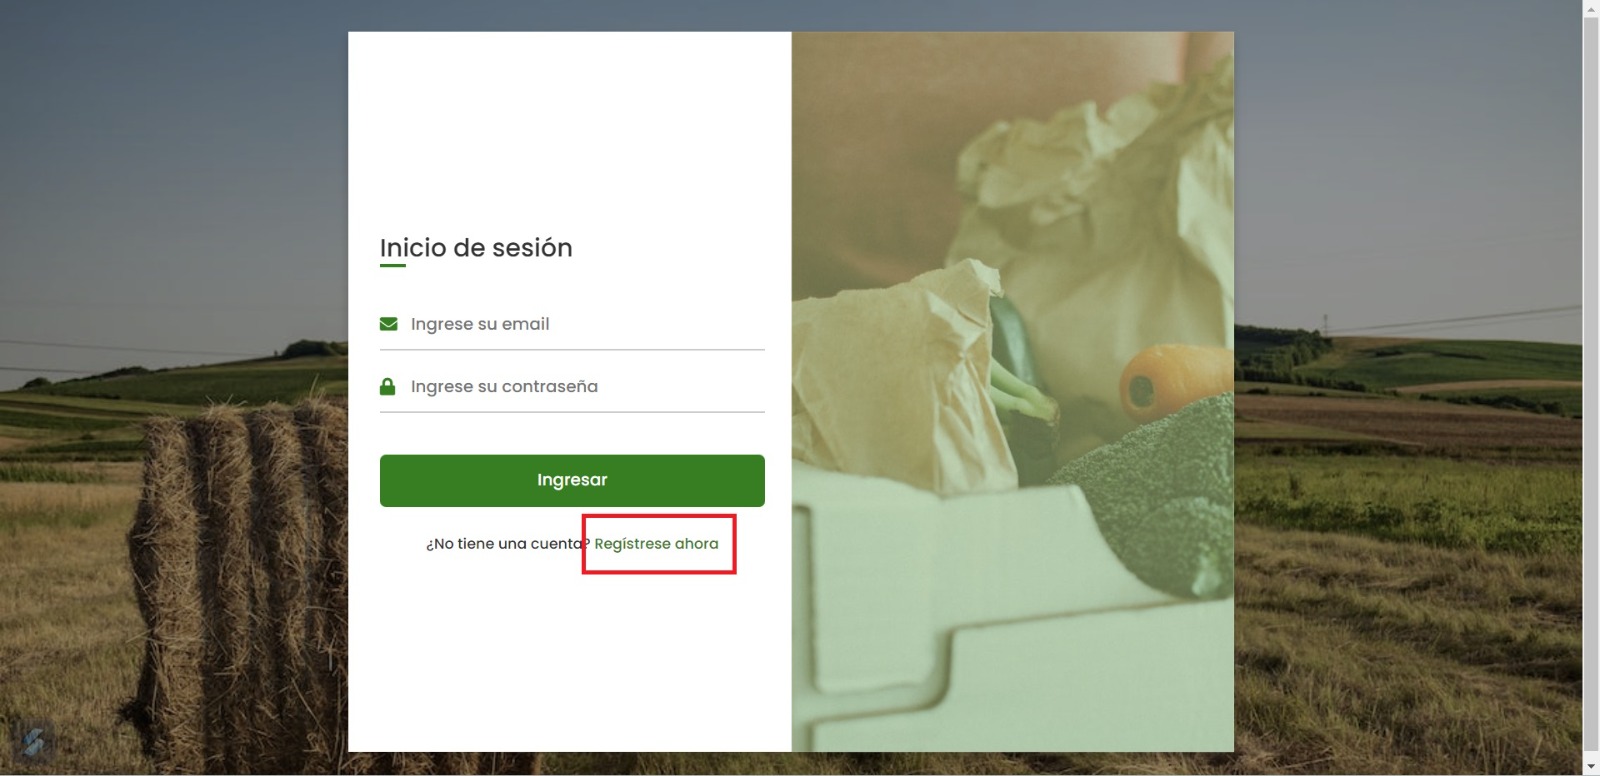 Inicio de sesión
Ingrese su email
Ingrese su contraseña
Ingresar
¿No tiene una cuenta? Regístrese ahora